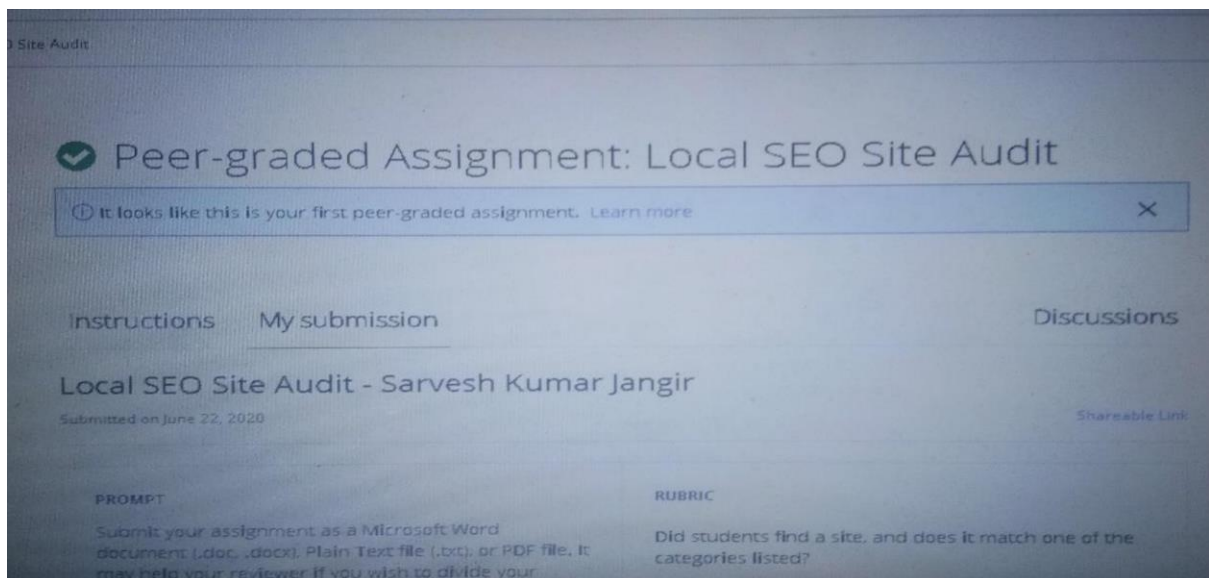 Site Audit
Peer-graded Assignment: Local SEO Site Audit
It looks like this is your first peer-graded assignment. Learn more
Instructions My submission Discussions
Local SEO Site Audit - Sarvesh Kumar Jangir
Submitted on June 22, 2020 Shareable Link
PROMPT
Submit your assignment as a Microsoft Word
document (.doc, .docx), Plain Text file (.txt), or PDF file. It
may help your reviewer if you wish to divide your
RUBRIC
Did students find a site, and does it match one of the
categories listed?